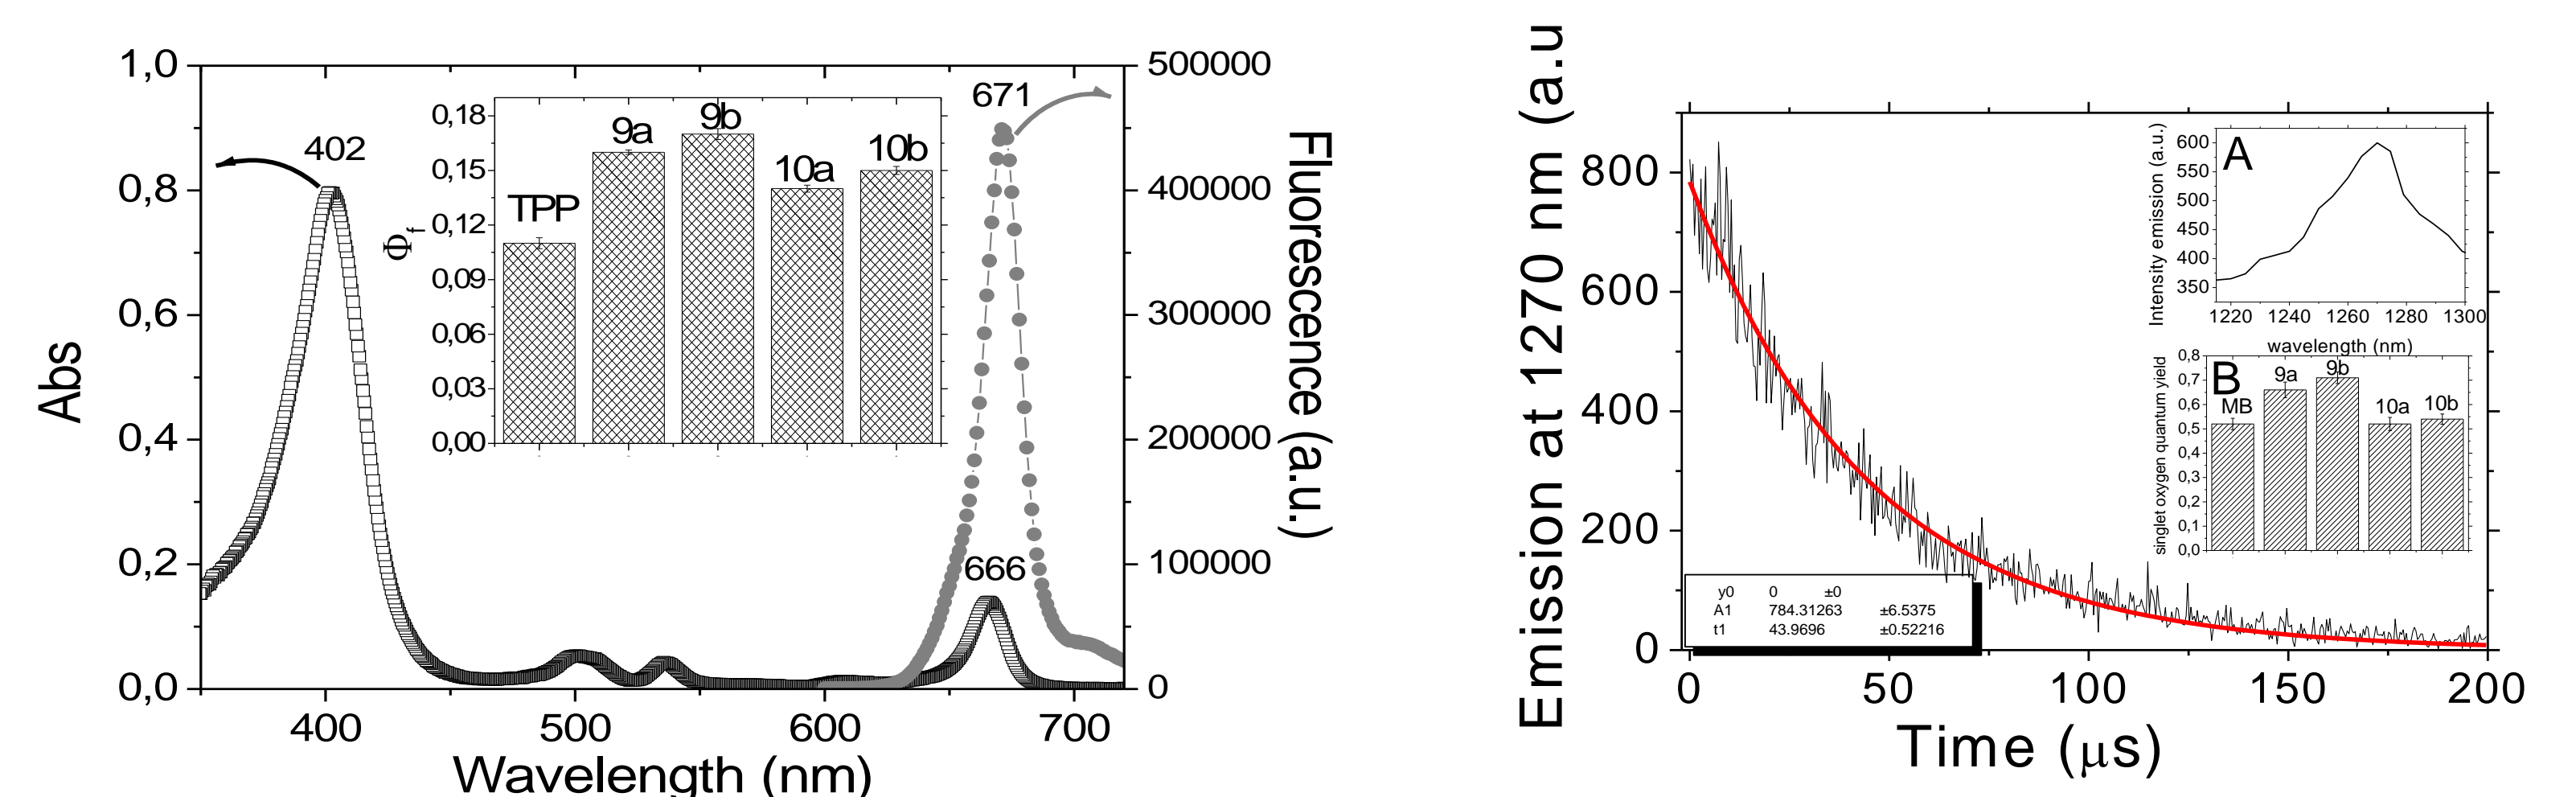 1,0
0,8
0,6
0,4
0,2
0,0
Abs
400
500
600
700
Wavelength (nm)
500000
400000
300000
200000
100000
0
Fluorescence (a.u.)
402
671
666
0,18
0,15
0,12
0,09
0,06
0,03
0,00
Φf
TPP
9a
9b
10a
10b
Emission at 1270 nm (a.u
800
600
400
200
0
0
50
100
150
200
Time (μs)
y0 0 ±0
A1 784.31263 ±6.5375
t1 43.9696 ±0.52216
A
Intensity emission (a.u.)
600
550
500
450
400
350
1220 1240 1260 1280 1300
wavelength (nm)
B
singlet oxygen quantum yield
0,8
0,7
0,6
0,5
0,4
0,3
0,2
0,1
0,0
MB
9a
9b
10a
10b